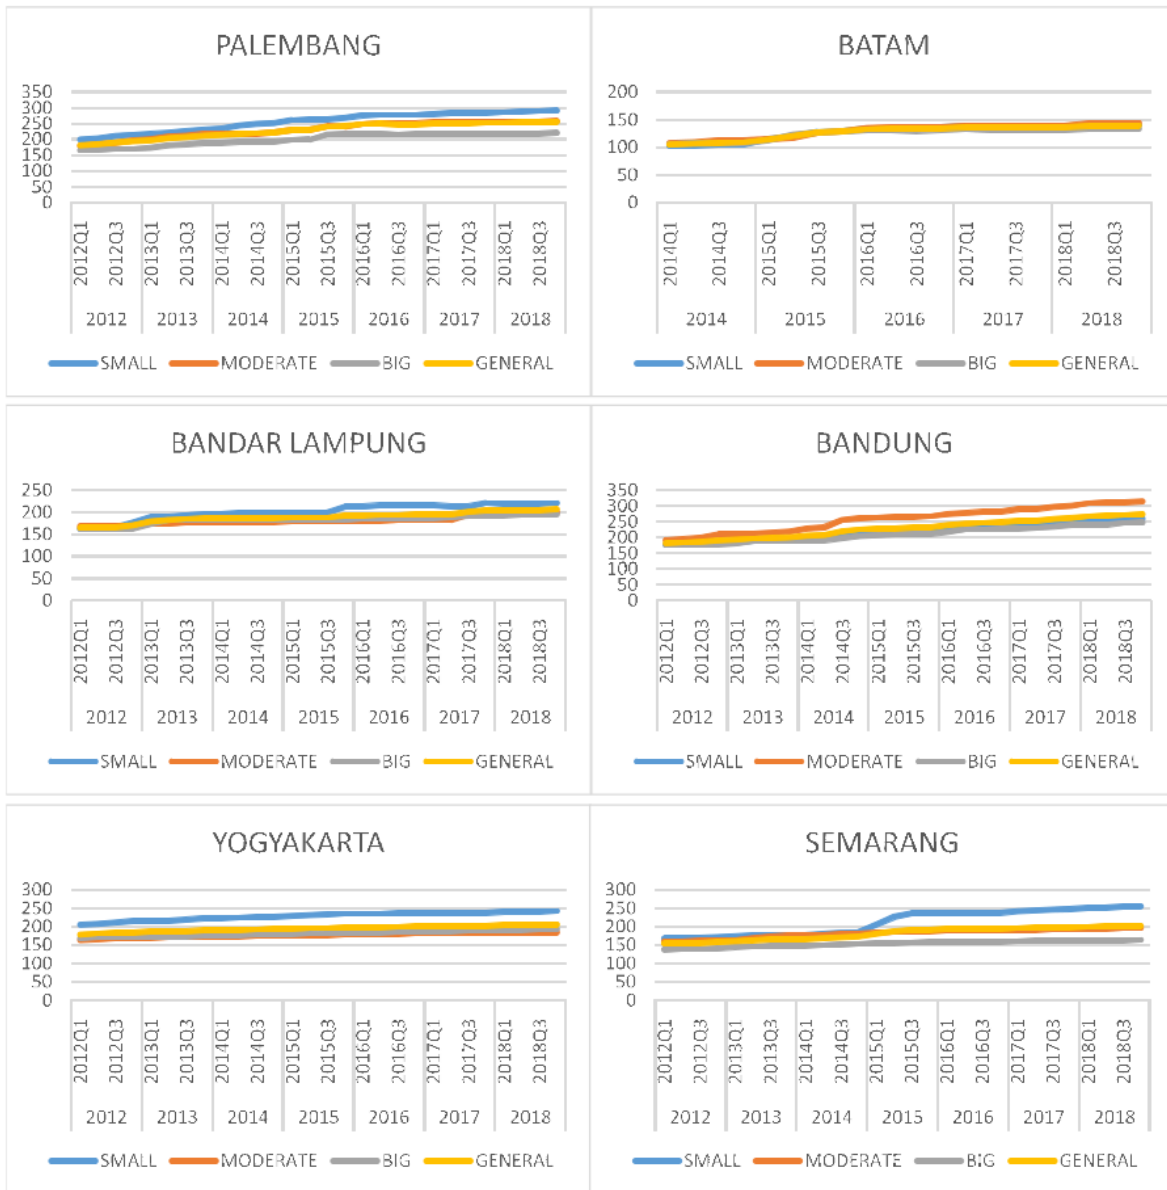 PALEMBANG
350
300
250
200
150
100
50
0
2012Q1 2012Q3 2013Q1 2013Q3 2014Q1 2014Q3 2015Q1 2015Q3 2016Q1 2016Q3 2017Q1 2017Q3 2018Q1 2018Q3
2012 2013 2014 2015 2016 2017 2018
SMALL MODERATE BIG GENERAL
BATAM
200
150
100
50
0
2014Q1 2014Q3 2015Q1 2015Q3 2016Q1 2016Q3 2017Q1 2017Q3 2018Q1 2018Q3
2014 2015 2016 2017 2018
SMALL MODERATE BIG GENERAL
BANDAR LAMPUNG
250
200
150
100
50
0
2012Q1 2012Q3 2013Q1 2013Q3 2014Q1 2014Q3 2015Q1 2015Q3 2016Q1 2016Q3 2017Q1 2017Q3 2018Q1 2018Q3
2012 2013 2014 2015 2016 2017 2018
SMALL MODERATE BIG GENERAL
BANDUNG
350
300
250
200
150
100
50
0
2012Q1 2012Q3 2013Q1 2013Q3 2014Q1 2014Q3 2015Q1 2015Q3 2016Q1 2016Q3 2017Q1 2017Q3 2018Q1 2018Q3
2012 2013 2014 2015 2016 2017 2018
SMALL MODERATE BIG GENERAL
YOGYAKARTA
300
250
200
150
100
50
0
2012Q1 2012Q3 2013Q1 2013Q3 2014Q1 2014Q3 2015Q1 2015Q3 2016Q1 2016Q3 2017Q1 2017Q3 2018Q1 2018Q3
2012 2013 2014 2015 2016 2017 2018
SMALL MODERATE BIG GENERAL
SEMARANG
300
250
200
150
100
50
0
2012Q1 2012Q3 2013Q1 2013Q3 2014Q1 2014Q3 2015Q1 2015Q3 2016Q1 2016Q3 2017Q1 2017Q3 2018Q1 2018Q3
2012 2013 2014 2015 2016 2017 2018
SMALL MODERATE BIG GENERAL